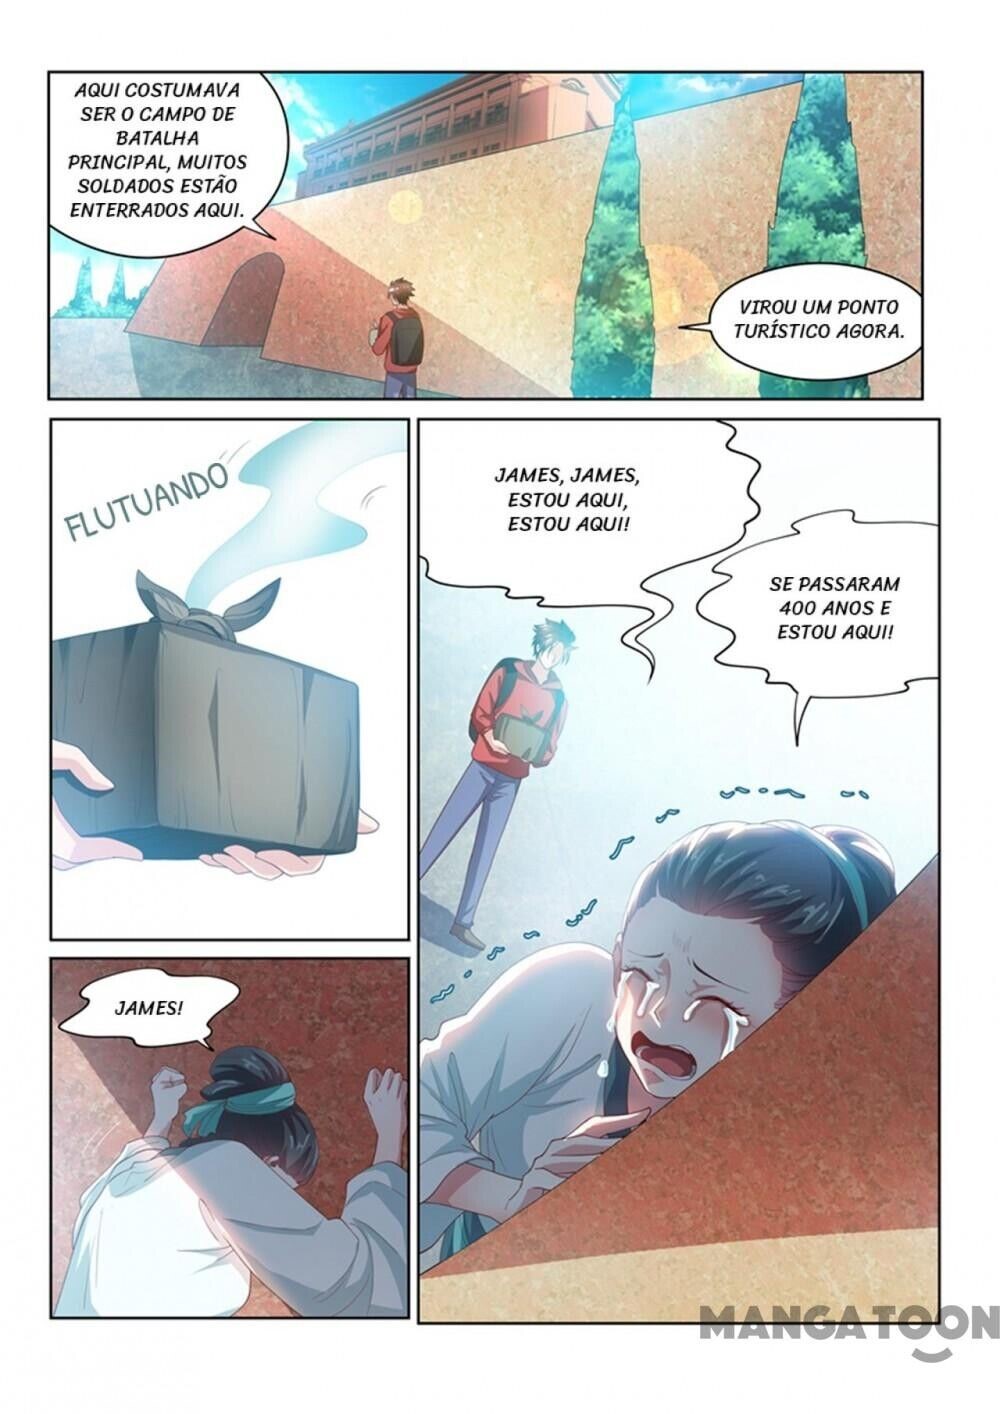 AQUI COSTUMAVA
SER O CAMPO DE
BATALHA
PRINCIPAL, MUITOS
SOLDADOS ESTÃO
ENTERRADOS AQUI.
VIROU UM PONTO
TURÍSTICO AGORA.
FLUTUANDO
JAMES, JAMES,
ESTOU AQUI,
ESTOU AQUI!
SE PASSARAM
400 ANOS E
ESTOU AQUI!
JAMES!
MANGATOON